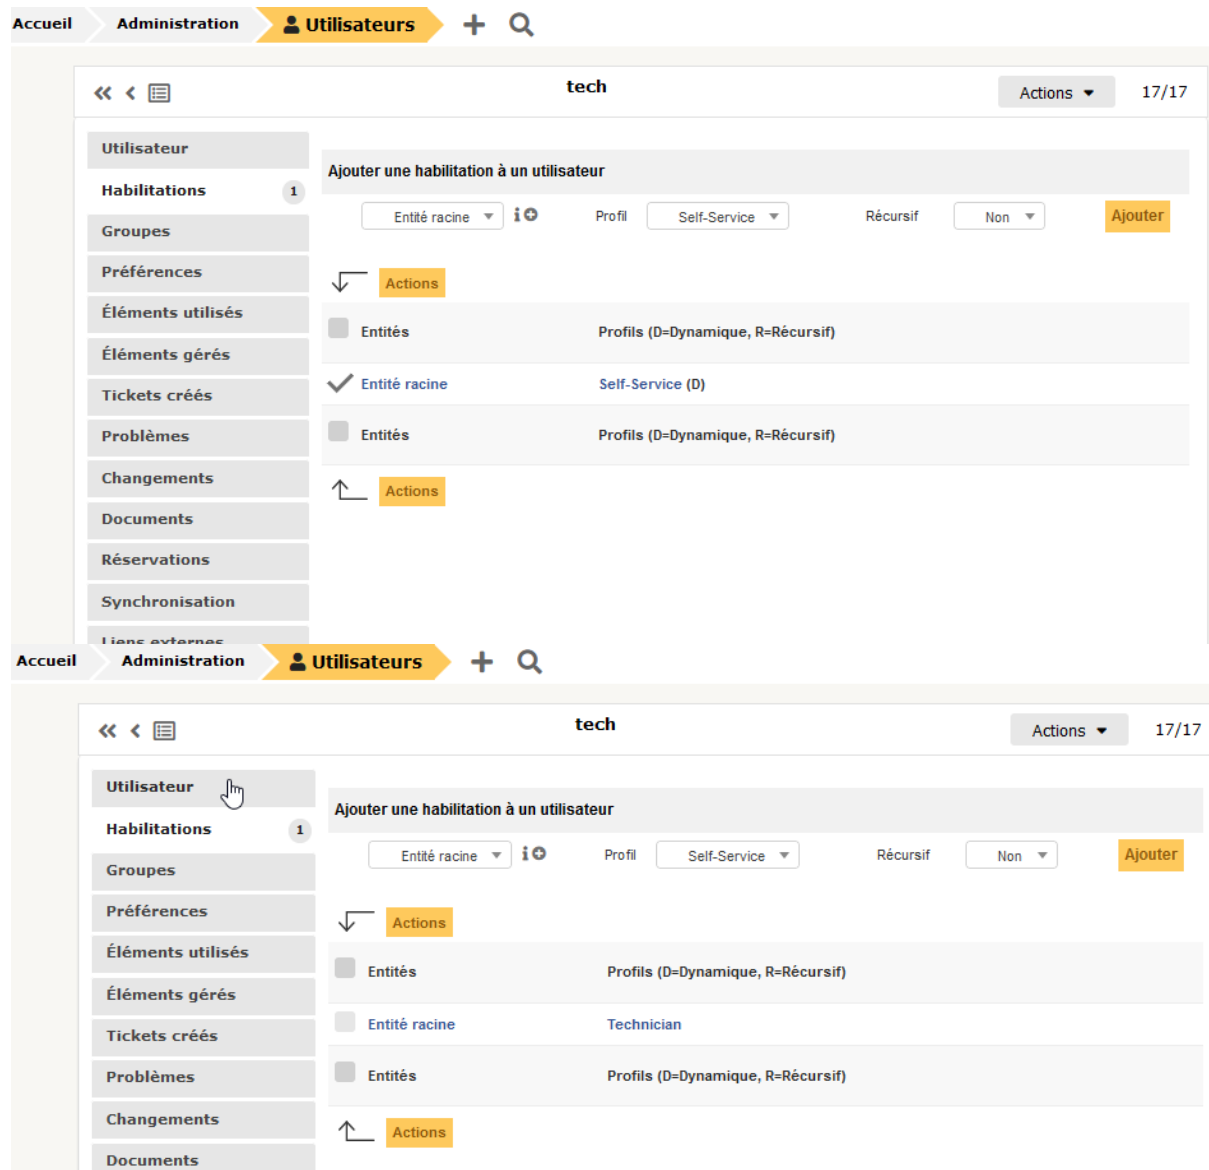 Accueil Administration Utilisateurs
tech Actions 17/17
Utilisateur
Ajouter une habilitation à un utilisateur
Habilitations 1
Entité racine Profil Self-Service Récursif Non Ajouter
Groupes
Préférences
Actions
Éléments utilisés
Entités Profils (D=Dynamique, R=Récursif)
Éléments gérés
Entité racine Self-Service (D)
Tickets créés
Problèmes
Entités Profils (D=Dynamique, R=Récursif)
Changements
Actions
Documents
Réservations
Synchronisation
Liens externes
Accueil Administration Utilisateurs
tech Actions 17/17
Utilisateur
Ajouter une habilitation à un utilisateur
Habilitations 1
Entité racine Profil Self-Service Récursif Non Ajouter
Groupes
Préférences
Actions
Éléments utilisés
Entités Profils (D=Dynamique, R=Récursif)
Éléments gérés
Entité racine Technician
Tickets créés
Problèmes
Entités Profils (D=Dynamique, R=Récursif)
Changements
Actions
Documents